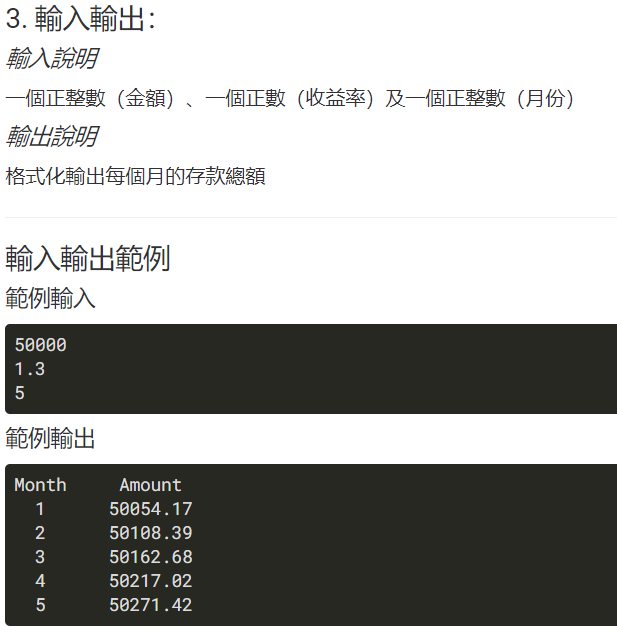 3. 輸入輸出：
輸入說明
一個正整數（金額）、一個正數（收益率）及一個正整數（月份）
輸出說明
格式化輸出每個月的存款總額
輸入輸出範例
範例輸入
50000
1.3
5
範例輸出
Month     Amount
  1      50054.17
  2      50108.39
  3      50162.68
  4      50217.02
  5      50271.42